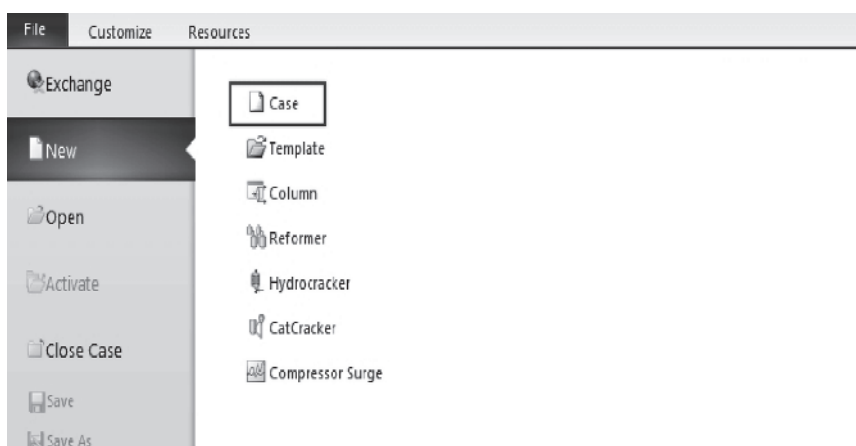 File Customize Resources
Exchange
New
Open
Activate
Close Case
Save
Save As
Case
Template
Column
Reformer
Hydrocracker
CatCracker
Compressor Surge